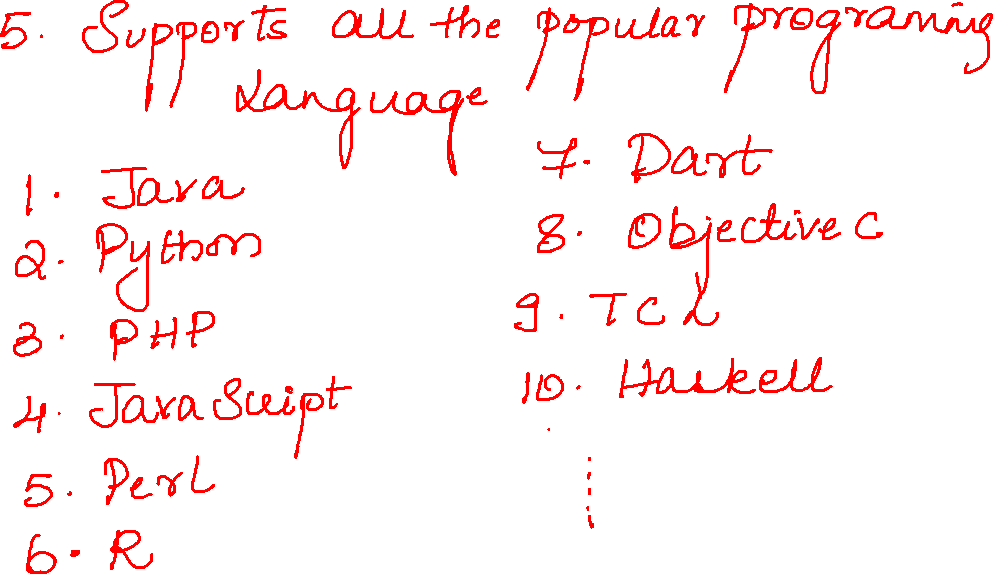 5. Supports all the popular programing
Language
1. Java
2. Python
3. PHP
4. JavaScript
5. Perl
6. R
7. Dart
8. Objective C
9. TCL
10. Haskell